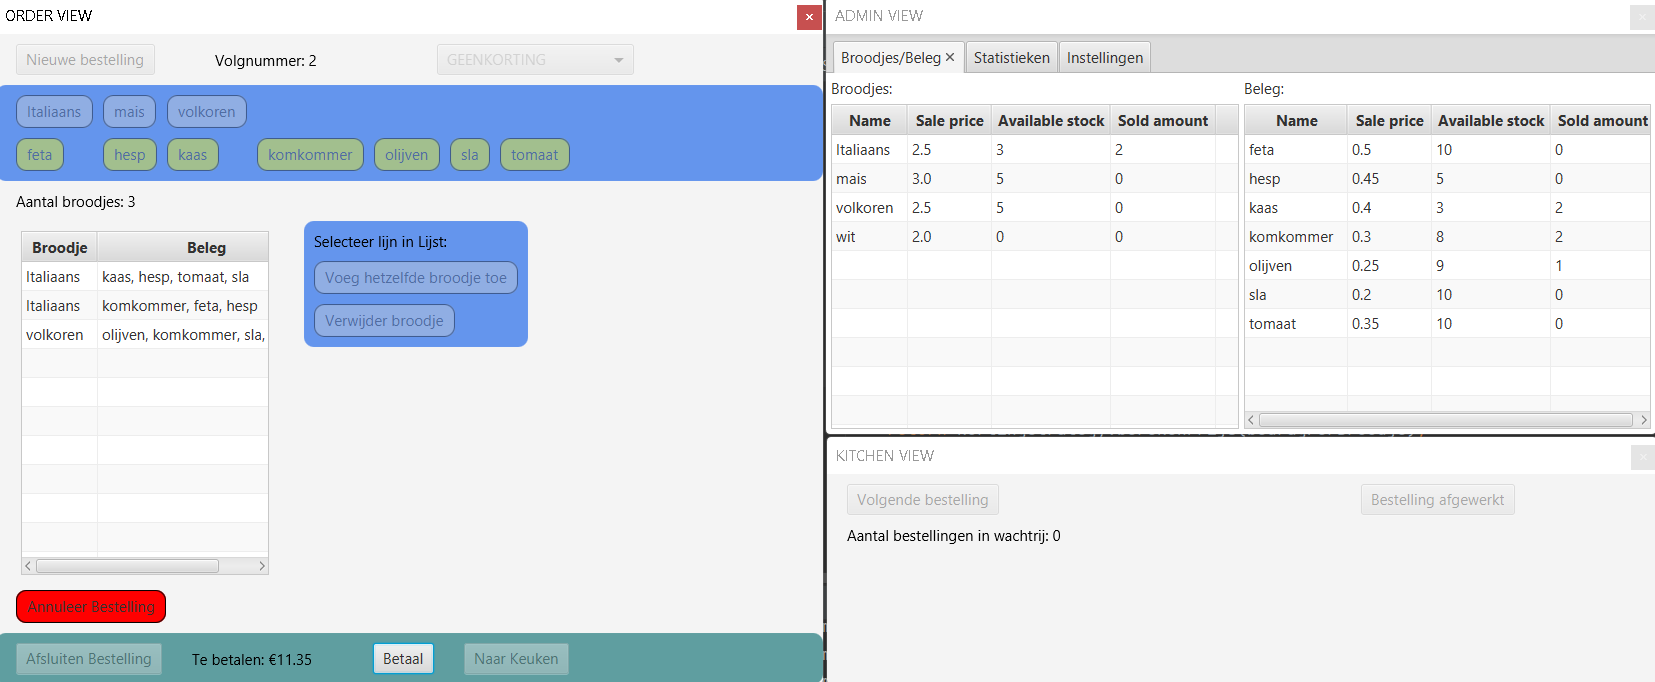 ORDER VIEW
Nieuwe bestelling Volgnummer: 2 GEENKORTING
Italiaans mais volkoren
feta hesp kaas komkommer olijven sla tomaat
Aantal broodjes: 3
Broodje Beleg
Italiaans kaas, hesp, tomaat, sla
Italiaans komkommer, feta, hesp
volkoren olijven, komkommer, sla,
Selecteer lijn in Lijst:
Voeg hetzelfde broodje toe
Verwijder broodje
Annuleer Bestelling
Afsluiten Bestelling Te betalen: €11.35 Betaal Naar Keuken
ADMIN VIEW
Broodjes/Beleg Statistieken Instellingen
Broodjes:
Name Sale price Available stock Sold amount
Italiaans 2.5 3 2
mais 3.0 5 0
volkoren 2.5 5 0
wit 2.0 0 0
Beleg:
Name Sale price Available stock Sold amount
feta 0.5 10 0
hesp 0.45 5 0
kaas 0.4 3 2
komkommer 0.3 8 2
olijven 0.25 9 1
sla 0.2 10 0
tomaat 0.35 10 0
KITCHEN VIEW
Volgende bestelling Bestelling afgewerkt
Aantal bestellingen in wachtrij: 0